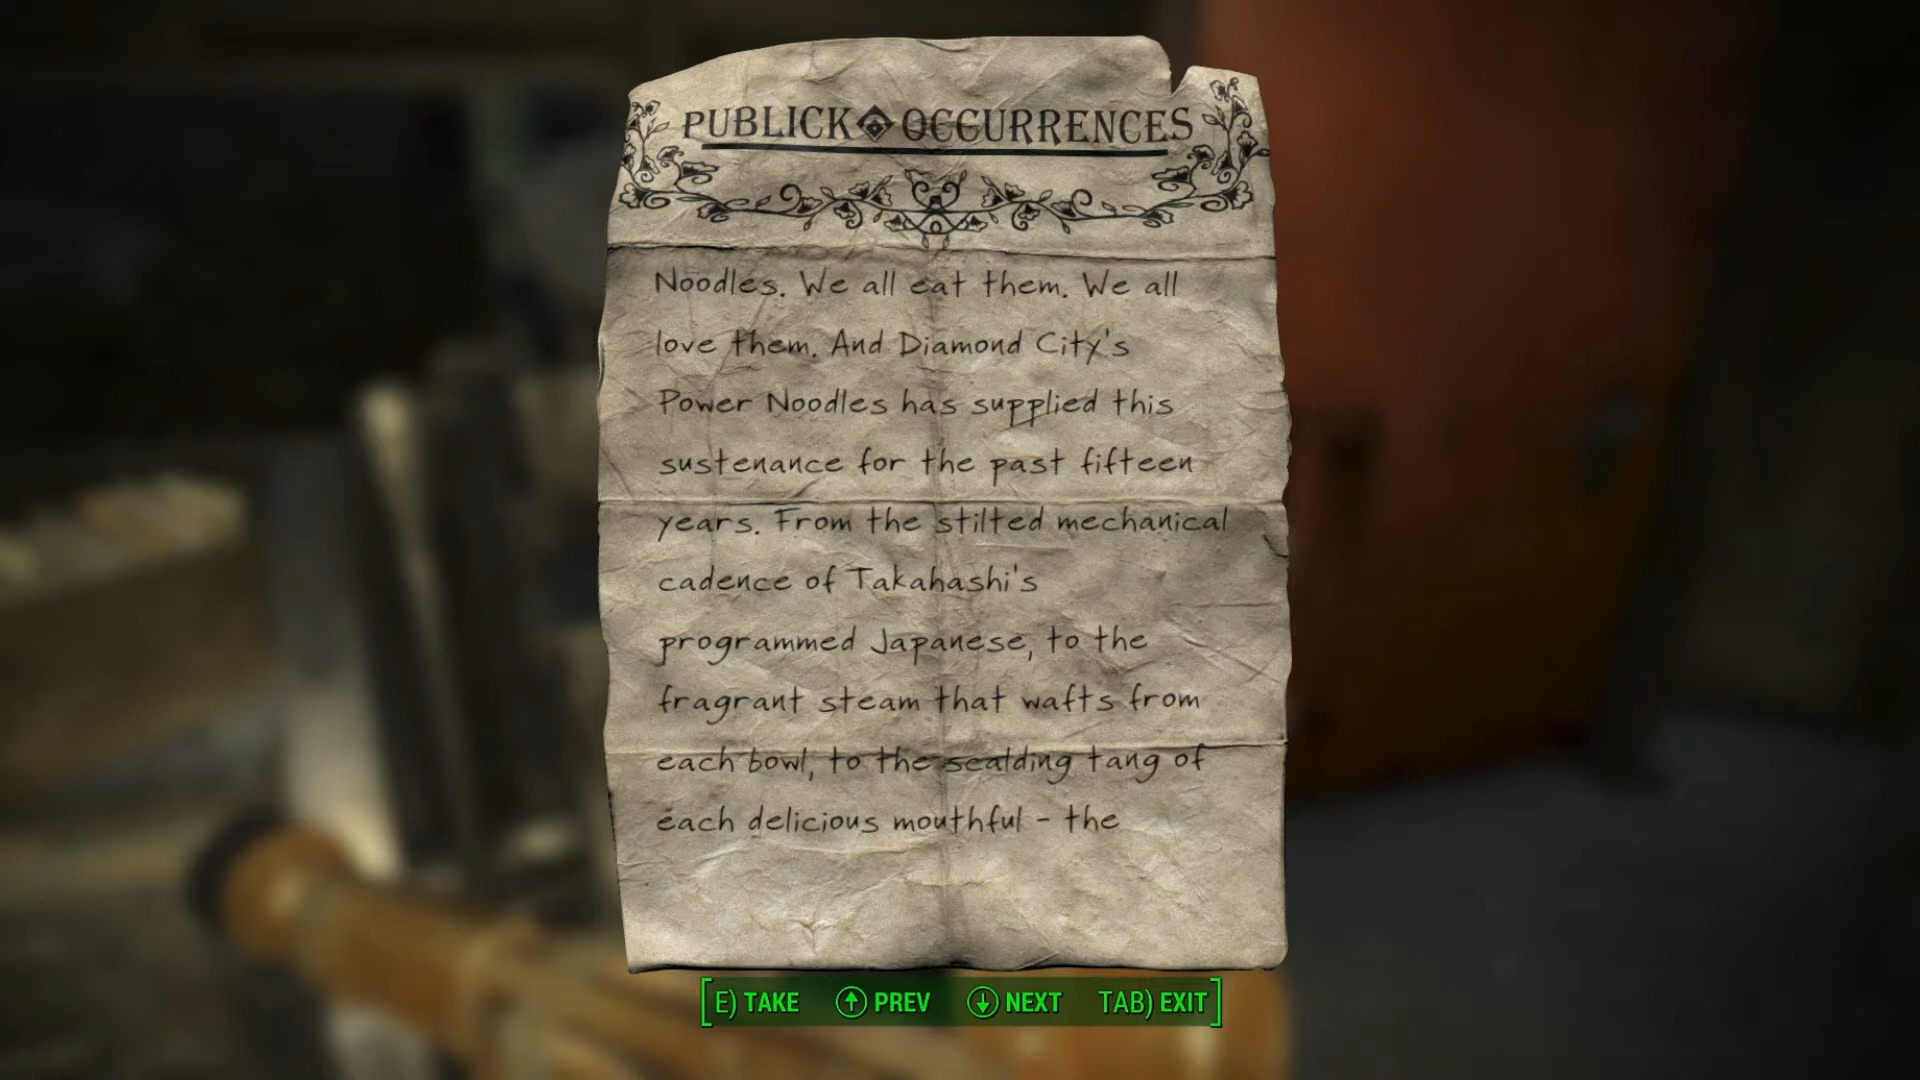 PUBLICK OCCURRENCES
Noodles. We all eat them. We all
love them. And Diamond City's
Power Noodles has supplied this
sustenance for the past fifteen
years. From the stilted mechanical
cadence of Takahashi's
programmed Japanese, to the
fragrant steam that wafts from
each bowl, to the scalding tang of
each delicious mouthful - the
E) TAKE PREV NEXT TAB) EXIT